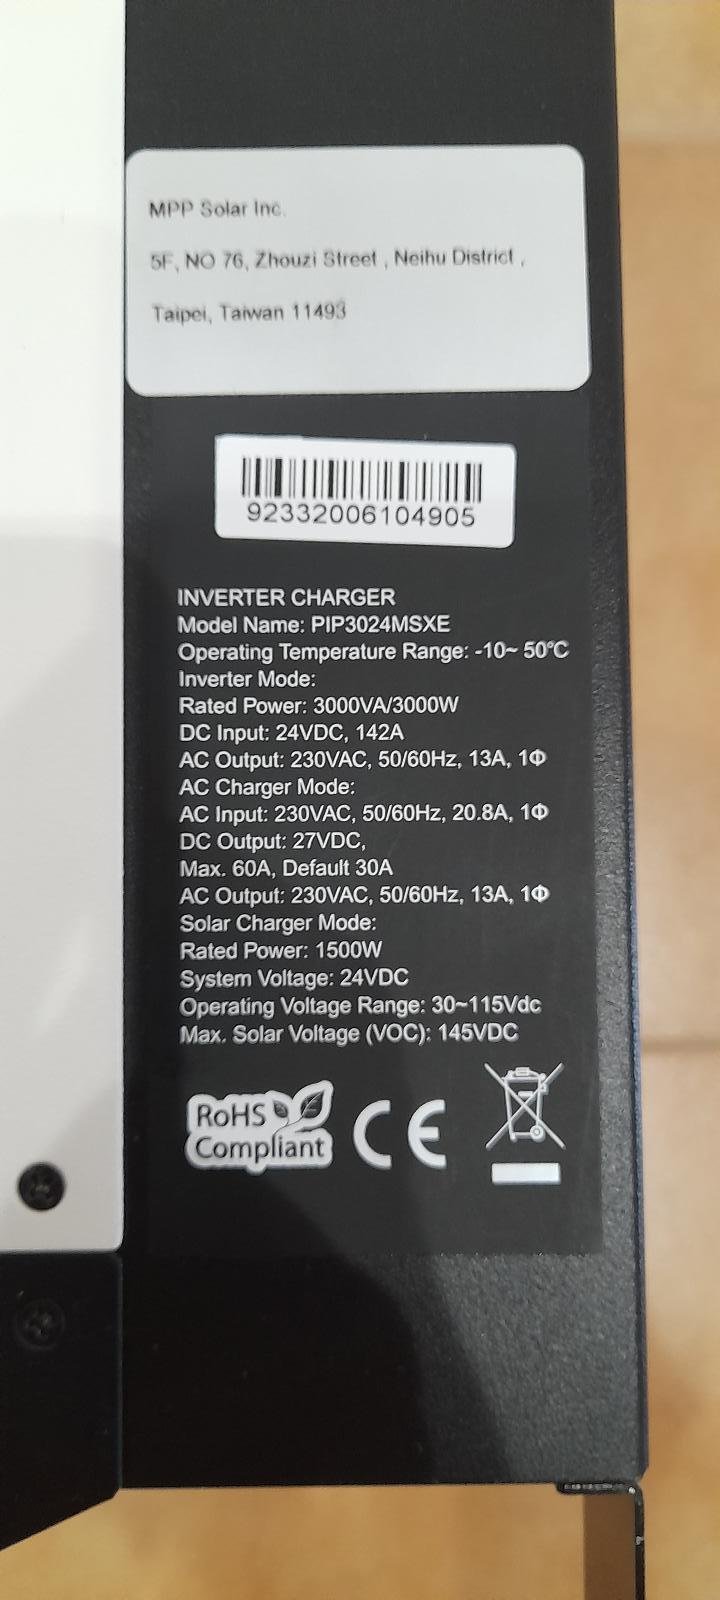 MPP Solar Inc.
5F, NO 76, Zhouzi Street , Neihu District ,
Taipei, Taiwan 11493
92332006104905
INVERTER CHARGER
Model Name: PIP3024MSXE
Operating Temperature Range: -10~ 50℃
Inverter Mode:
Rated Power: 3000VA/3000W
DC Input: 24VDC, 142A
AC Output: 230VAC, 50/60Hz, 13A, 1Φ
AC Charger Mode:
AC Input: 230VAC, 50/60Hz, 20.8A, 1Φ
DC Output: 27VDC,
Max. 60A, Default 30A
AC Output: 230VAC, 50/60Hz, 13A, 1Φ
Solar Charger Mode:
Rated Power: 1500W
System Voltage: 24VDC
Operating Voltage Range: 30~115Vdc
Max. Solar Voltage (VOC): 145VDC
RoHS
Compliant
CE